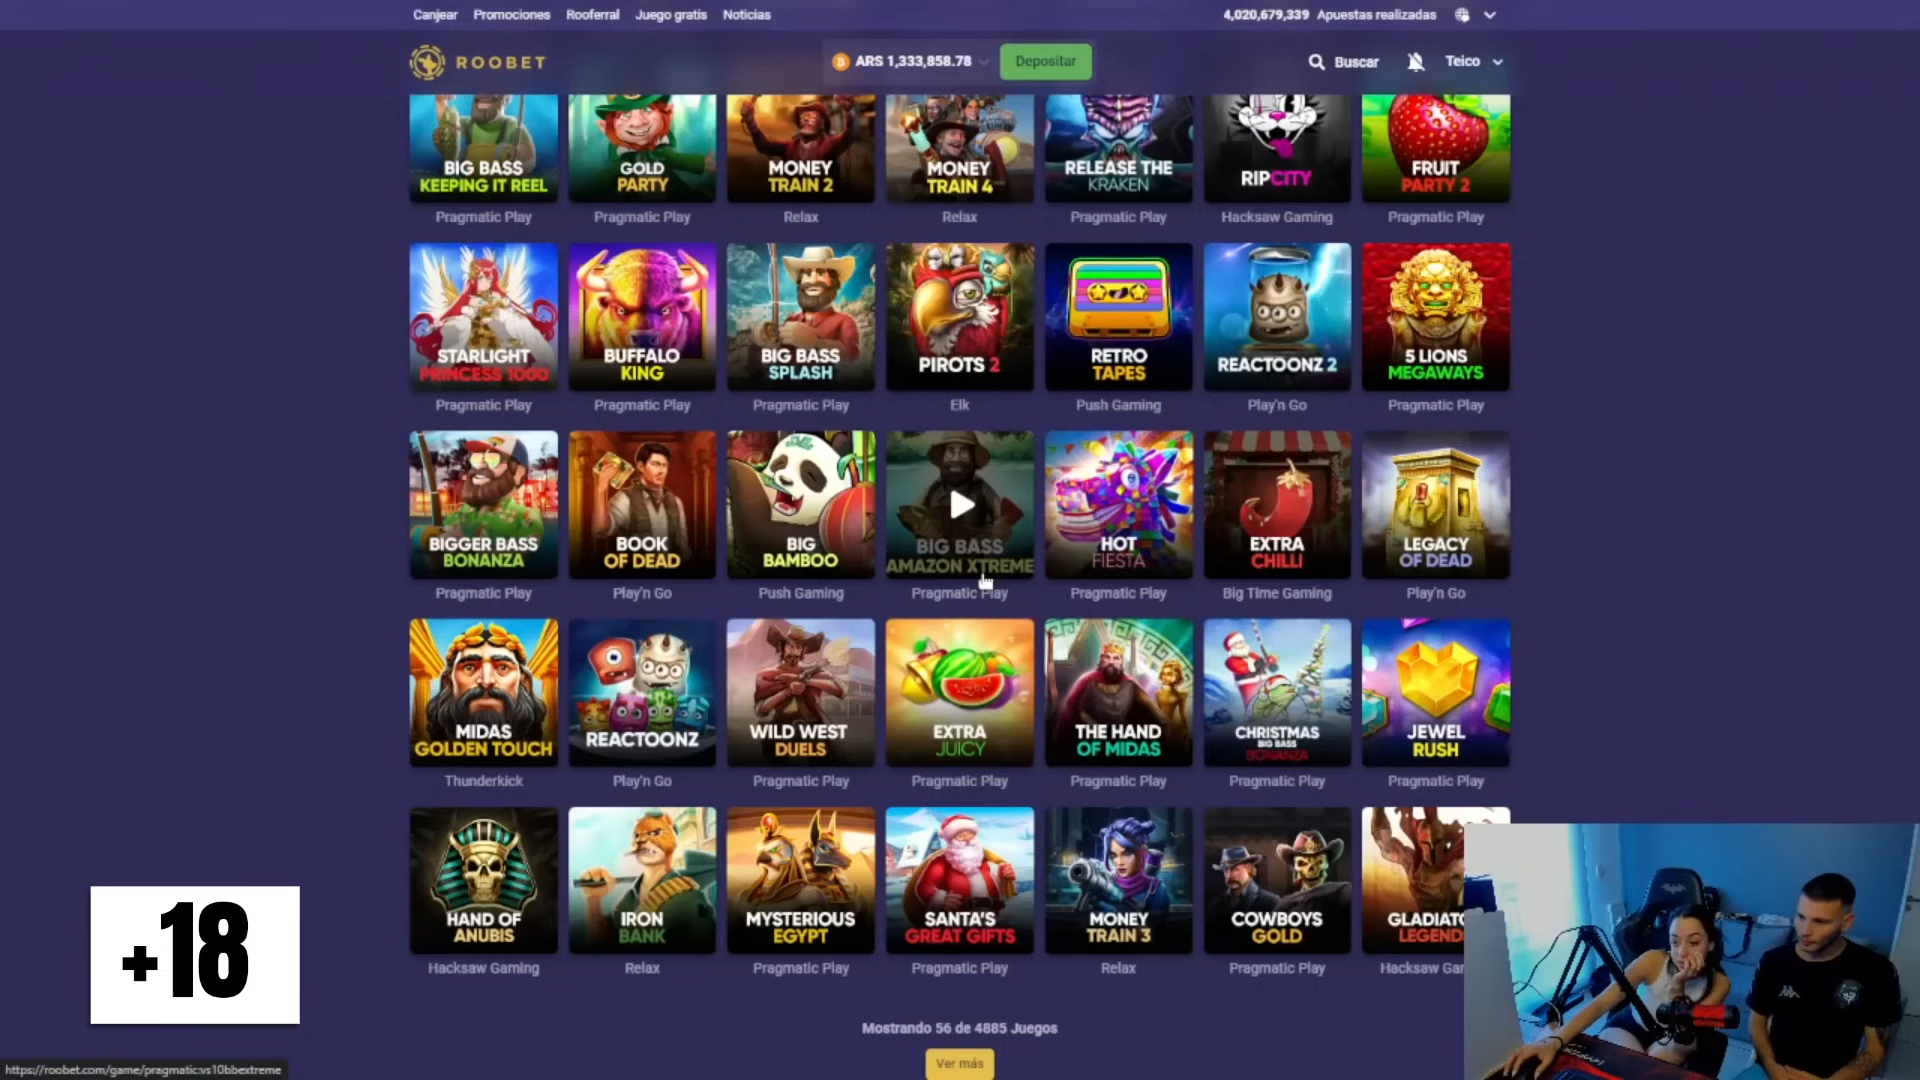 Canjear Promociones Rooferral Juego gratis Noticias
4,020,679,339 Apuestas realizadas
ROOBET
ARS 1,333,858.78
Depositar
Buscar
Teico
BIG BASS
KEEPING IT REEL
Pragmatic Play
GOLD
PARTY
Pragmatic Play
MONEY
TRAIN 2
Relax
MONEY
TRAIN 4
Relax
RELEASE THE
KRAKEN
Pragmatic Play
RIPCITY
Hacksaw Gaming
FRUIT
PARTY 2
Pragmatic Play
STARLIGHT
PRINCESS 1000
Pragmatic Play
BUFFALO
KING
Pragmatic Play
BIG BASS
SPLASH
Pragmatic Play
PIROTS 2
Elk
RETRO
TAPES
Push Gaming
REACTOONZ 2
Play'n Go
5 LIONS
MEGAWAYS
Pragmatic Play
BIGGER BASS
BONANZA
Pragmatic Play
BOOK
OF DEAD
Play'n Go
BIG
BAMBOO
Push Gaming
BIG BASS
AMAZON XTREME
Pragmatic Play
HOT
FIESTA
Pragmatic Play
EXTRA
CHILLI
Big Time Gaming
LEGACY
OF DEAD
Play'n Go
MIDAS
GOLDEN TOUCH
Thunderkick
REACTOONZ
Play'n Go
WILD WEST
DUELS
Pragmatic Play
EXTRA
JUICY
Pragmatic Play
THE HAND
OF MIDAS
Pragmatic Play
CHRISTMAS
BIG BASS
BONANZA
Pragmatic Play
JEWEL
RUSH
Pragmatic Play
HAND OF
ANUBIS
Hacksaw Gaming
IRON
BANK
Relax
MYSTERIOUS
EGYPT
Pragmatic Play
SANTA'S
GREAT GIFTS
Pragmatic Play
MONEY
TRAIN 3
Relax
COWBOYS
GOLD
Pragmatic Play
GLADIATO
LEGEND
Hacksaw Gam
+18
Mostrando 56 de 4885 Juegos
Ver más
https://roobet.com/game/pragmatic:vs10bbextreme